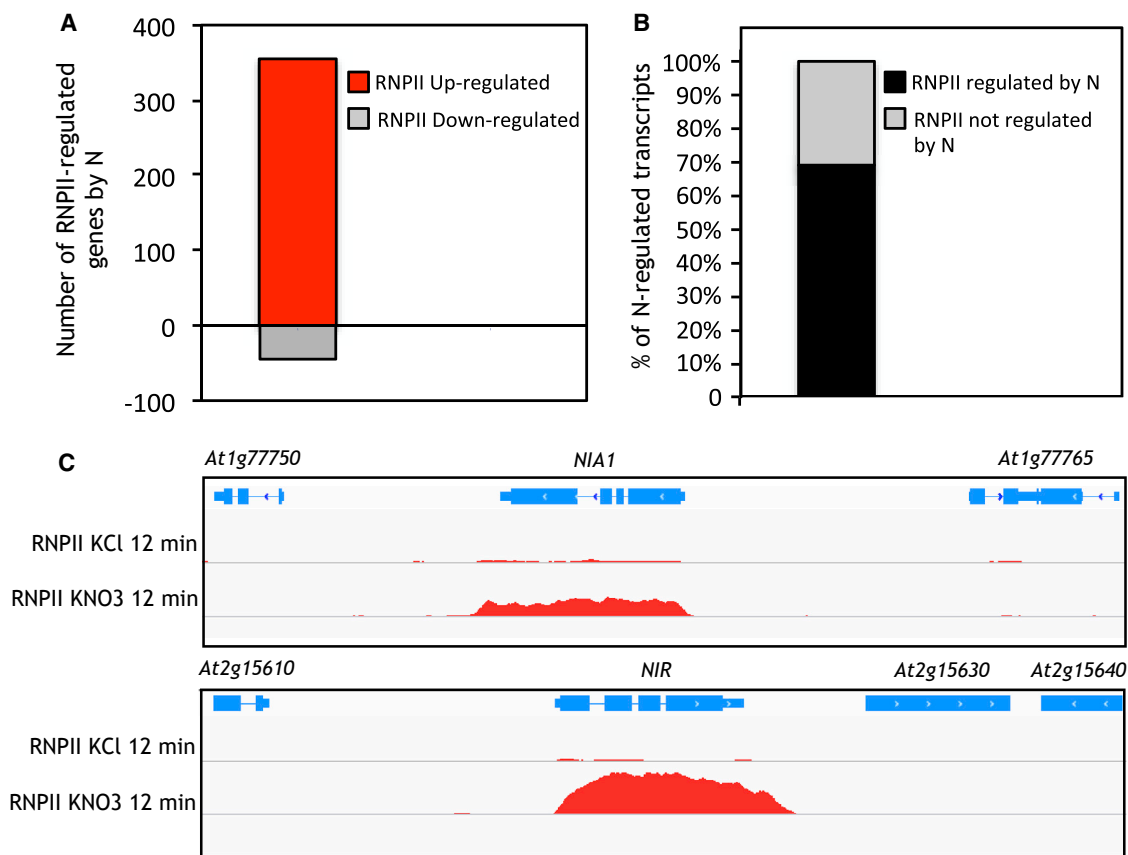 A
Number of RNPII-regulated
genes by N
400
300
200
100
0
-100
RNPII Up-regulated
RNPII Down-regulated
B
% of N-regulated transcripts
100%
90%
80%
70%
60%
50%
40%
30%
20%
10%
0
RNPII regulated by N
RNPII not regulated
by N
C
At1g77750 NIA1 At1g77765
RNPII KCl 12 min
RNPII KNO3 12 min
At2g15610 NIR At2g15630 At2g15640
RNPII KCl 12 min
RNPII KNO3 12 min